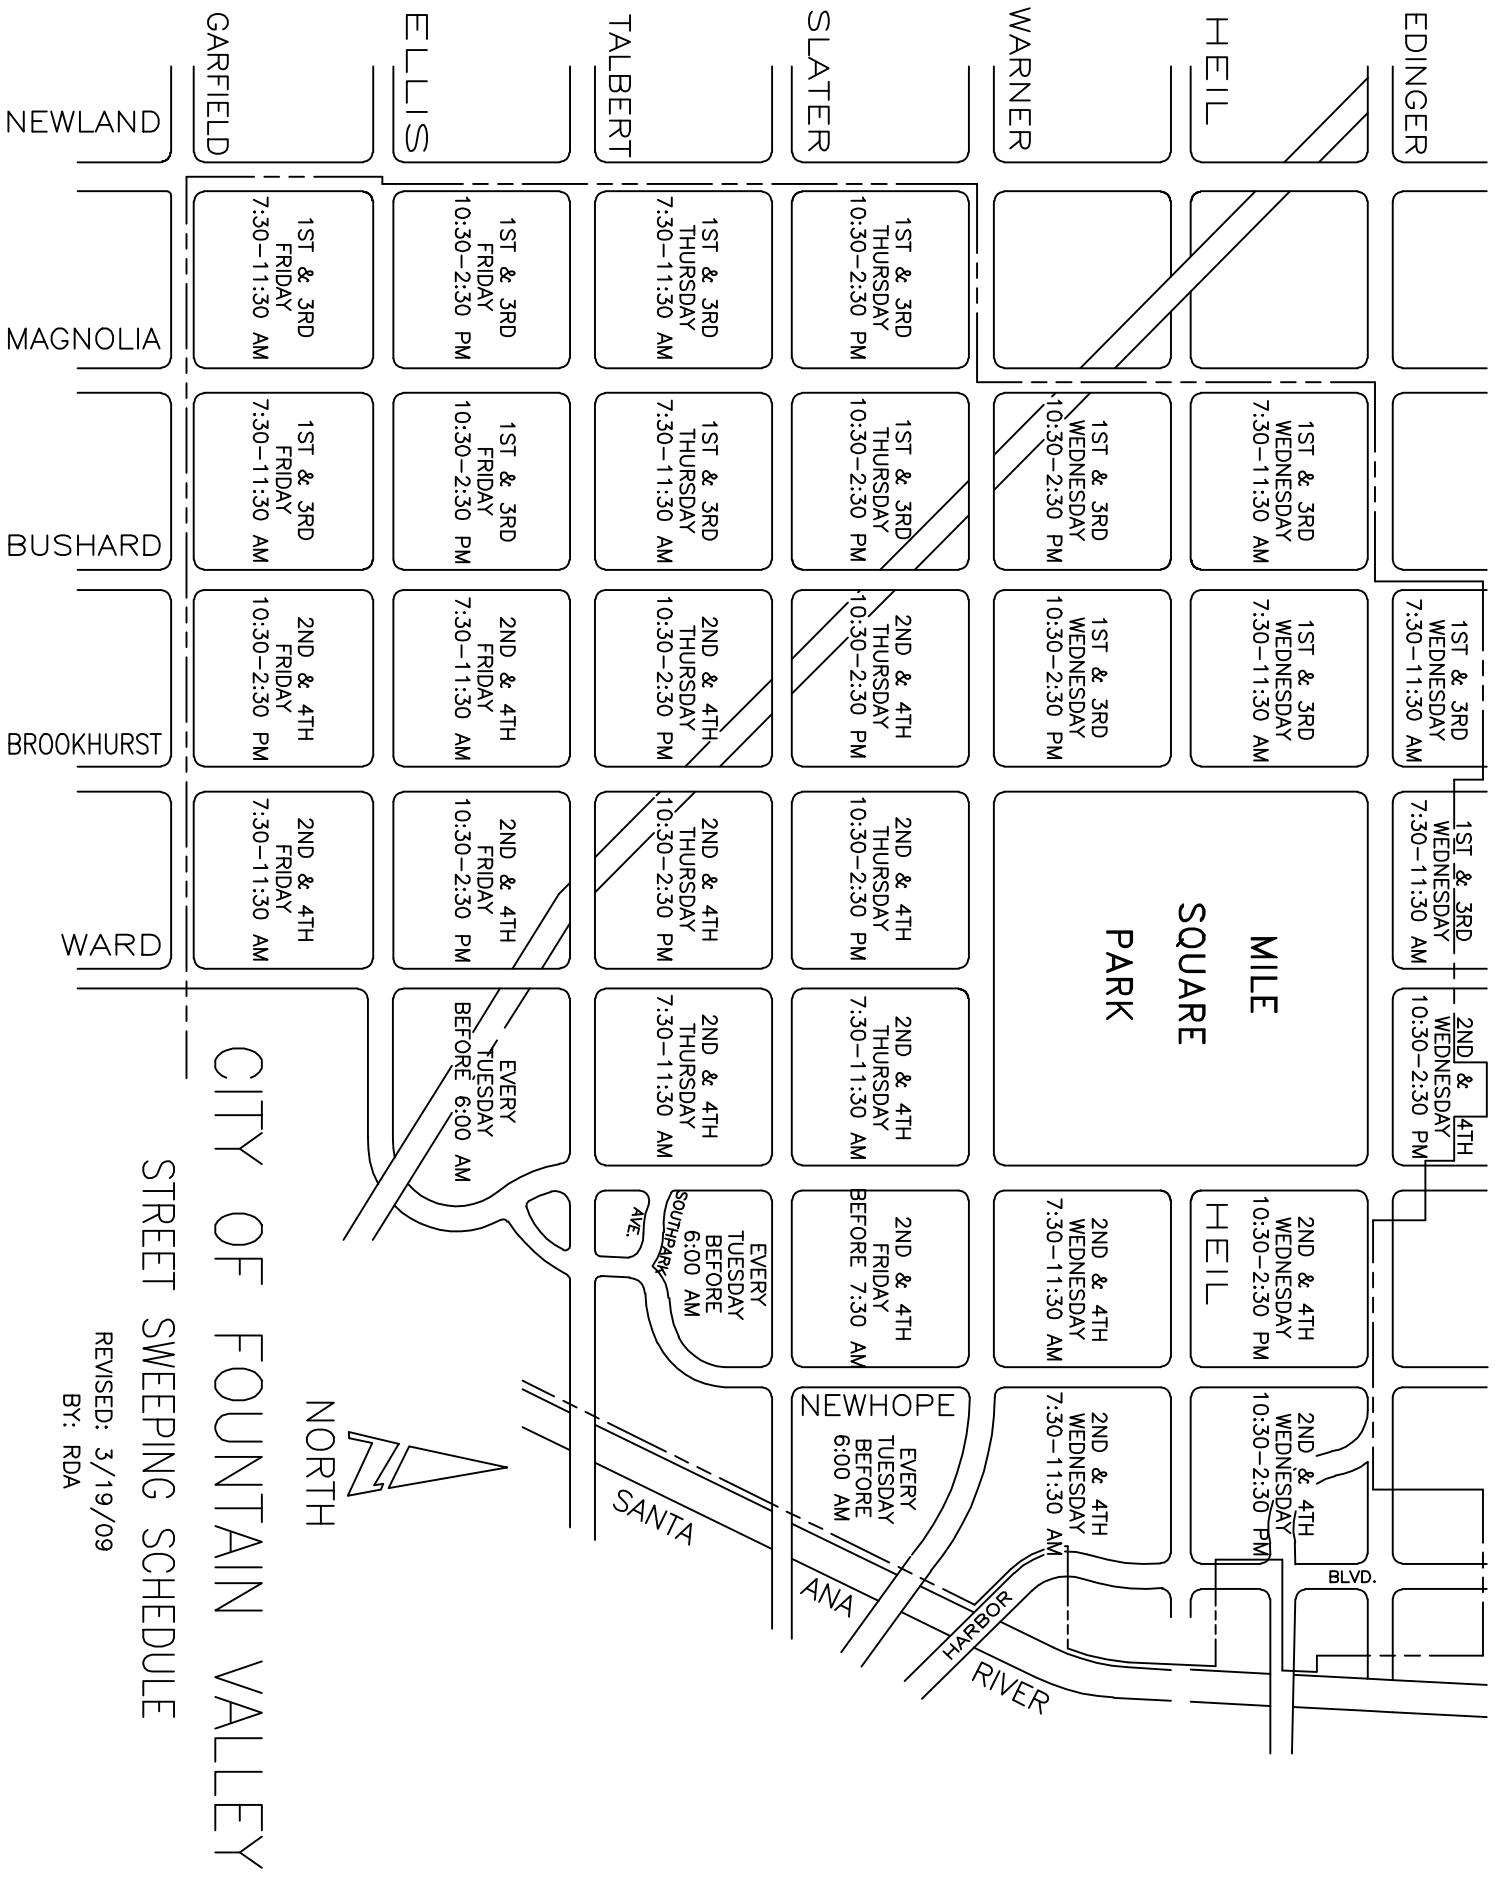 EDINGER
1ST & 3RD
WEDNESDAY
7:30-11:30 AM
1ST & 3RD
WEDNESDAY
7:30-11:30 AM
2ND & 4TH
WEDNESDAY
10:30-2:30 PM
BLVD.
1ST & 3RD
WEDNESDAY
7:30-11:30 AM
1ST & 3RD
WEDNESDAY
7:30-11:30 AM
MILE
SQUARE
PARK
2ND & 4TH
WEDNESDAY
10:30-2:30 PM
2ND & 4TH
WEDNESDAY
10:30-2:30 PM
HEIL
HEIL
1ST & 3RD
WEDNESDAY
10:30-2:30 PM
1ST & 3RD
WEDNESDAY
10:30-2:30 PM
2ND & 4TH
WEDNESDAY
7:30-11:30 AM
2ND & 4TH
WEDNESDAY
7:30-11:30 AM
WARNER
HARBOR
1ST & 3RD
THURSDAY
10:30-2:30 PM
1ST & 3RD
THURSDAY
10:30-2:30 PM
2ND & 4TH
THURSDAY
10:30-2:30 PM
2ND & 4TH
THURSDAY
10:30-2:30 PM
2ND & 4TH
THURSDAY
7:30-11:30 AM
2ND & 4TH
FRIDAY
BEFORE 7:30 AM
NEWHOPE
EVERY
TUESDAY
BEFORE
6:00 AM
SLATER
1ST & 3RD
THURSDAY
7:30-11:30 AM
1ST & 3RD
THURSDAY
7:30-11:30 AM
2ND & 4TH
THURSDAY
10:30-2:30 PM
2ND & 4TH
THURSDAY
10:30-2:30 PM
2ND & 4TH
THURSDAY
7:30-11:30 AM
EVERY
TUESDAY
BEFORE
6:00 AM
SOUTHPARK
AVE.
SANTA
ANA
RIVER
TALBERT
1ST & 3RD
FRIDAY
10:30-2:30 PM
1ST & 3RD
FRIDAY
10:30-2:30 PM
2ND & 4TH
FRIDAY
7:30-11:30 AM
2ND & 4TH
FRIDAY
10:30-2:30 PM
EVERY
TUESDAY
BEFORE 6:00 AM
ELLIS
1ST & 3RD
FRIDAY
7:30-11:30 AM
1ST & 3RD
FRIDAY
7:30-11:30 AM
2ND & 4TH
FRIDAY
10:30-2:30 PM
2ND & 4TH
FRIDAY
7:30-11:30 AM
NORTH
GARFIELD
NEWLAND
MAGNOLIA
BUSHARD
BROOKHURST
WARD
CITY OF FOUNTAIN VALLEY
STREET SWEEPING SCHEDULE
REVISED: 3/19/09
BY: RDA